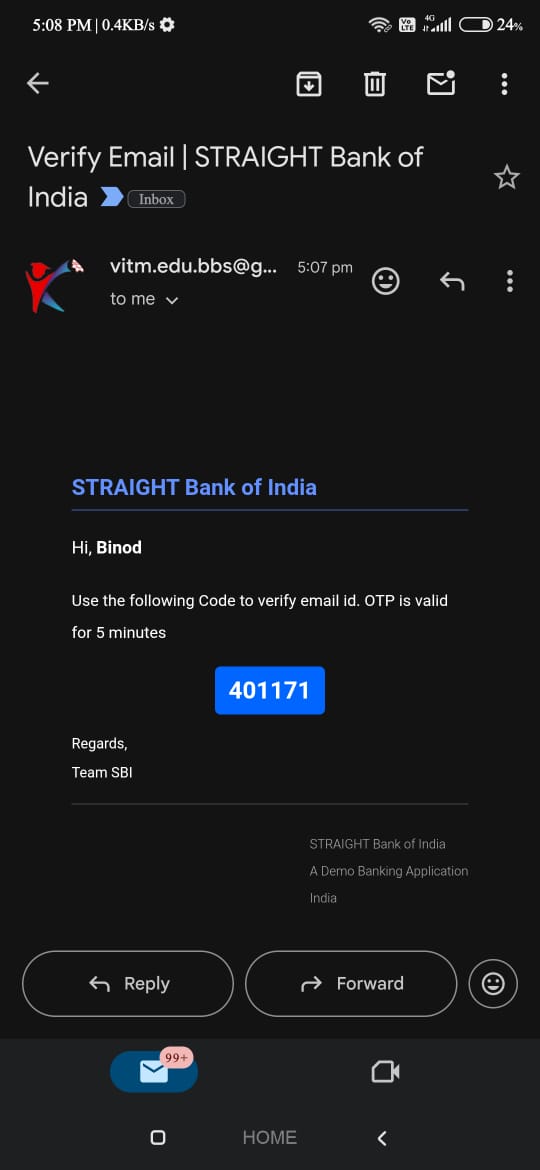 5:08 PM | 0.4KB/s
Vo LTE 4G 24%
Verify Email | STRAIGHT Bank of
India Inbox
vitm.edu.bbs@g... 5:07 pm
to me
STRAIGHT Bank of India
Hi, Binod
Use the following Code to verify email id. OTP is valid
for 5 minutes
401171
Regards,
Team SBI
STRAIGHT Bank of India
A Demo Banking Application
India
Reply Forward
99+
HOME